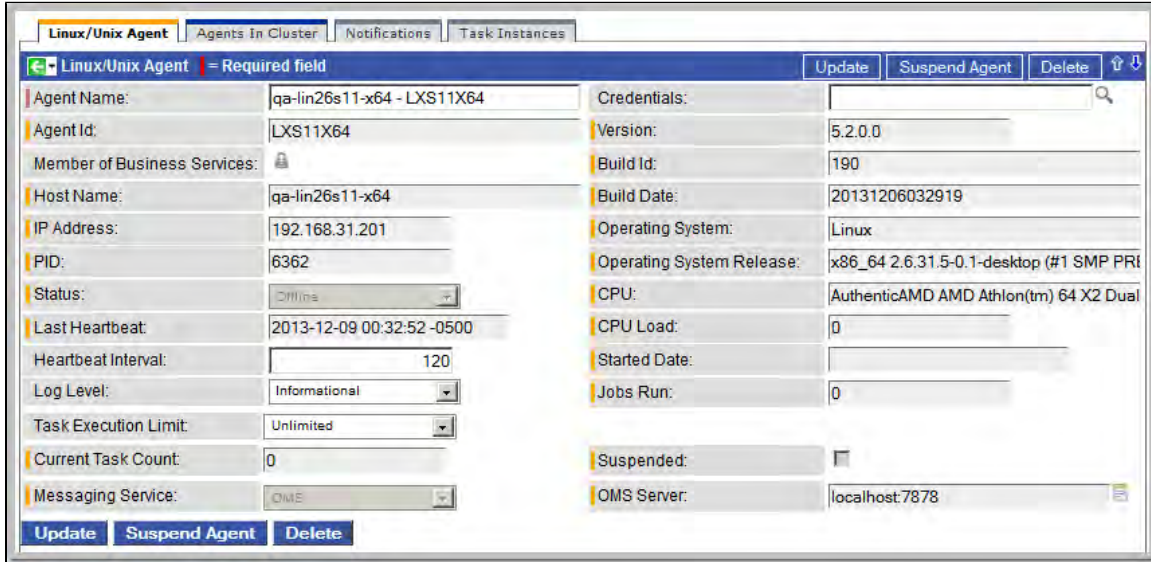 Linux/Unix Agent Agents In Cluster Notifications Task Instances
Linux/Unix Agent = Required field Update Suspend Agent Delete
Agent Name: qa-lin26s11-x64 - LXS11X64 Credentials:
Agent Id: LXS11X64 Version: 5.2.0.0
Member of Business Services: Build Id: 190
Host Name: qa-lin26s11-x64 Build Date: 20131206032919
IP Address: 192.168.31.201 Operating System: Linux
PID: 6362 Operating System Release: x86_64 2.6.31.5-0.1-desktop (#1 SMP PRE
Status: Offline CPU: AuthenticAMD AMD Athlon(tm) 64 X2 Dual
Last Heartbeat: 2013-12-09 00:32:52 -0500 CPU Load: 0
Heartbeat Interval: 120 Started Date:
Log Level: Informational Jobs Run: 0
Task Execution Limit: Unlimited
Current Task Count: 0 Suspended:
Messaging Service: OMS OMS Server: localhost:7878
Update Suspend Agent Delete